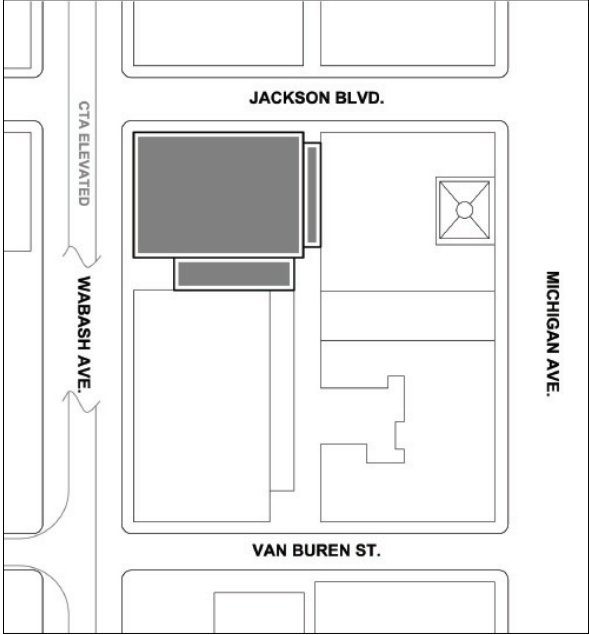 JACKSON BLVD.
CTA ELEVATED
WABASH AVE.
MICHIGAN AVE.
VAN BUREN ST.